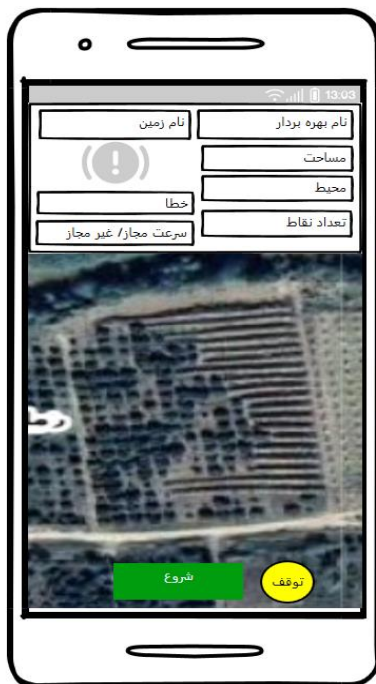 13:03
نام بهره بردار
نام زمین
مساحت
محیط
خطا
تعداد نقاط
سرعت مجاز/ غیر مجاز
شروع
توقف